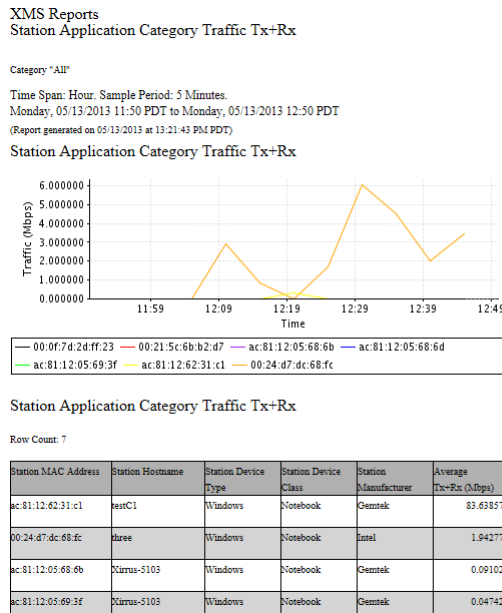 XMS Reports
Station Application Category Traffic Tx+Rx
Category "All"
Time Span: Hour. Sample Period: 5 Minutes.
Monday, 05/13/2013 11:50 PDT to Monday, 05/13/2013 12:50 PDT
(Report generated on 05/13/2013 at 13:21:43 PM PDT)
Station Application Category Traffic Tx+Rx
6.000000
5.000000
4.000000
3.000000
2.000000
1.000000
0.000000
Traffic (Mbps)
11:59 12:09 12:19 12:29 12:39 12:49
Time
00:0f:7d:2d:ff:23 00:21:5c:6b:b2:d7 ac:81:12:05:68:6b ac:81:12:05:68:6d
ac:81:12:05:69:3f ac:81:12:62:31:c1 00:24:d7:dc:68:fc
Station Application Category Traffic Tx+Rx
Row Count: 7
Station MAC Address Station Hostname Station Device Type Station Device Class Station Manufacturer Average Tx+Rx (Mbps)
ac:81:12:62:31:c1 testC1 Windows Notebook Gemtek 83.63857
00:24:d7:dc:68:fc three Windows Notebook Intel 1.94277
ac:81:12:05:68:6b Xirrus-5103 Windows Notebook Gemtek 0.09102
ac:81:12:05:69:3f Xirrus-5103 Windows Notebook Gemtek 0.04742